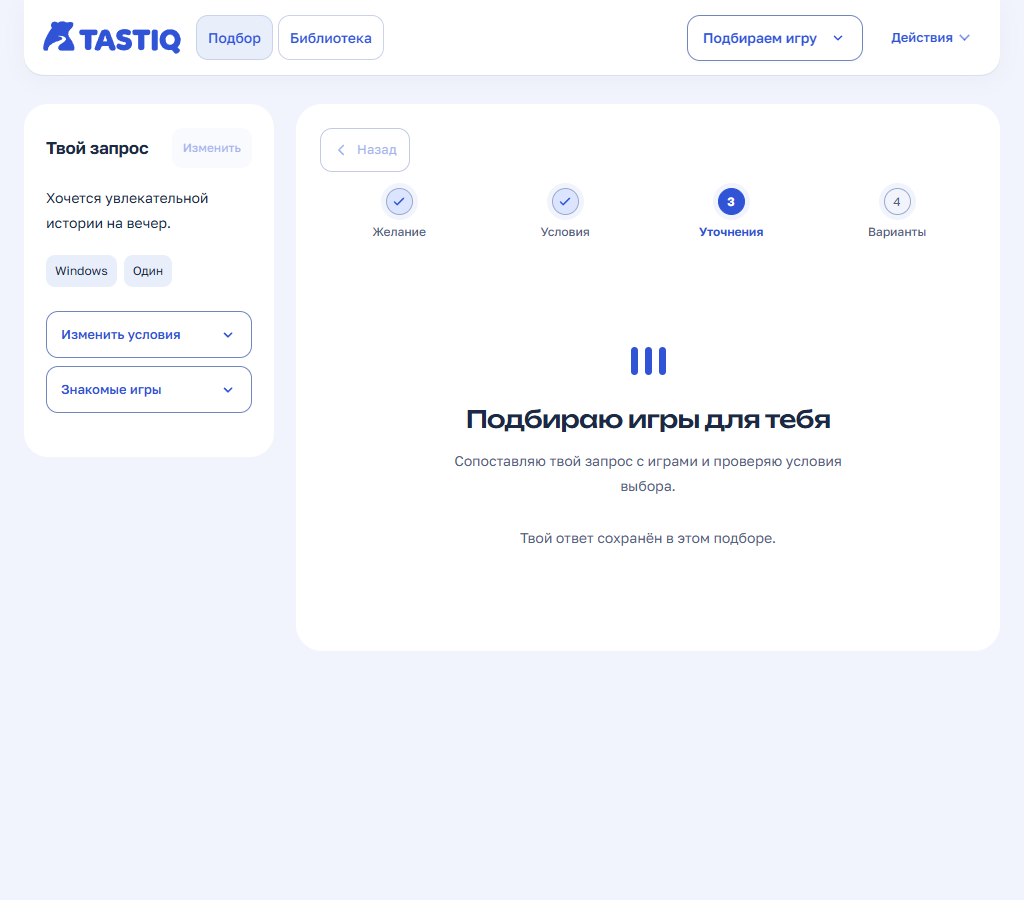 TASTIQ
Подбор
Библиотека
Подбираем игру
Действия
Твой запрос
Изменить
Хочется увлекательной
истории на вечер.
Windows
Один
Изменить условия
Знакомые игры
Назад
3
4
Желание
Условия
Уточнения
Варианты
Подбираю игры для тебя
Сопоставляю твой запрос с играми и проверяю условия
выбора.
Твой ответ сохранён в этом подборе.